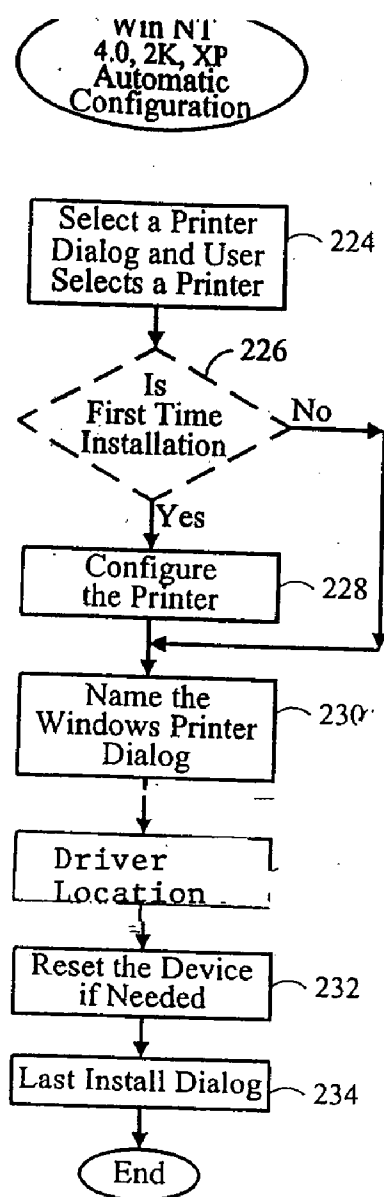 Win NT
4.0, 2K, XP
Automatic
Configuration
Select a Printer
Dialog and User
Selects a Printer
224
226
Is
First Time
Installation
No
Yes
Configure
the Printer
228
Name the
Windows Printer
Dialog
230
Driver
Location
Reset the Device
if Needed
232
Last Install Dialog
234
End